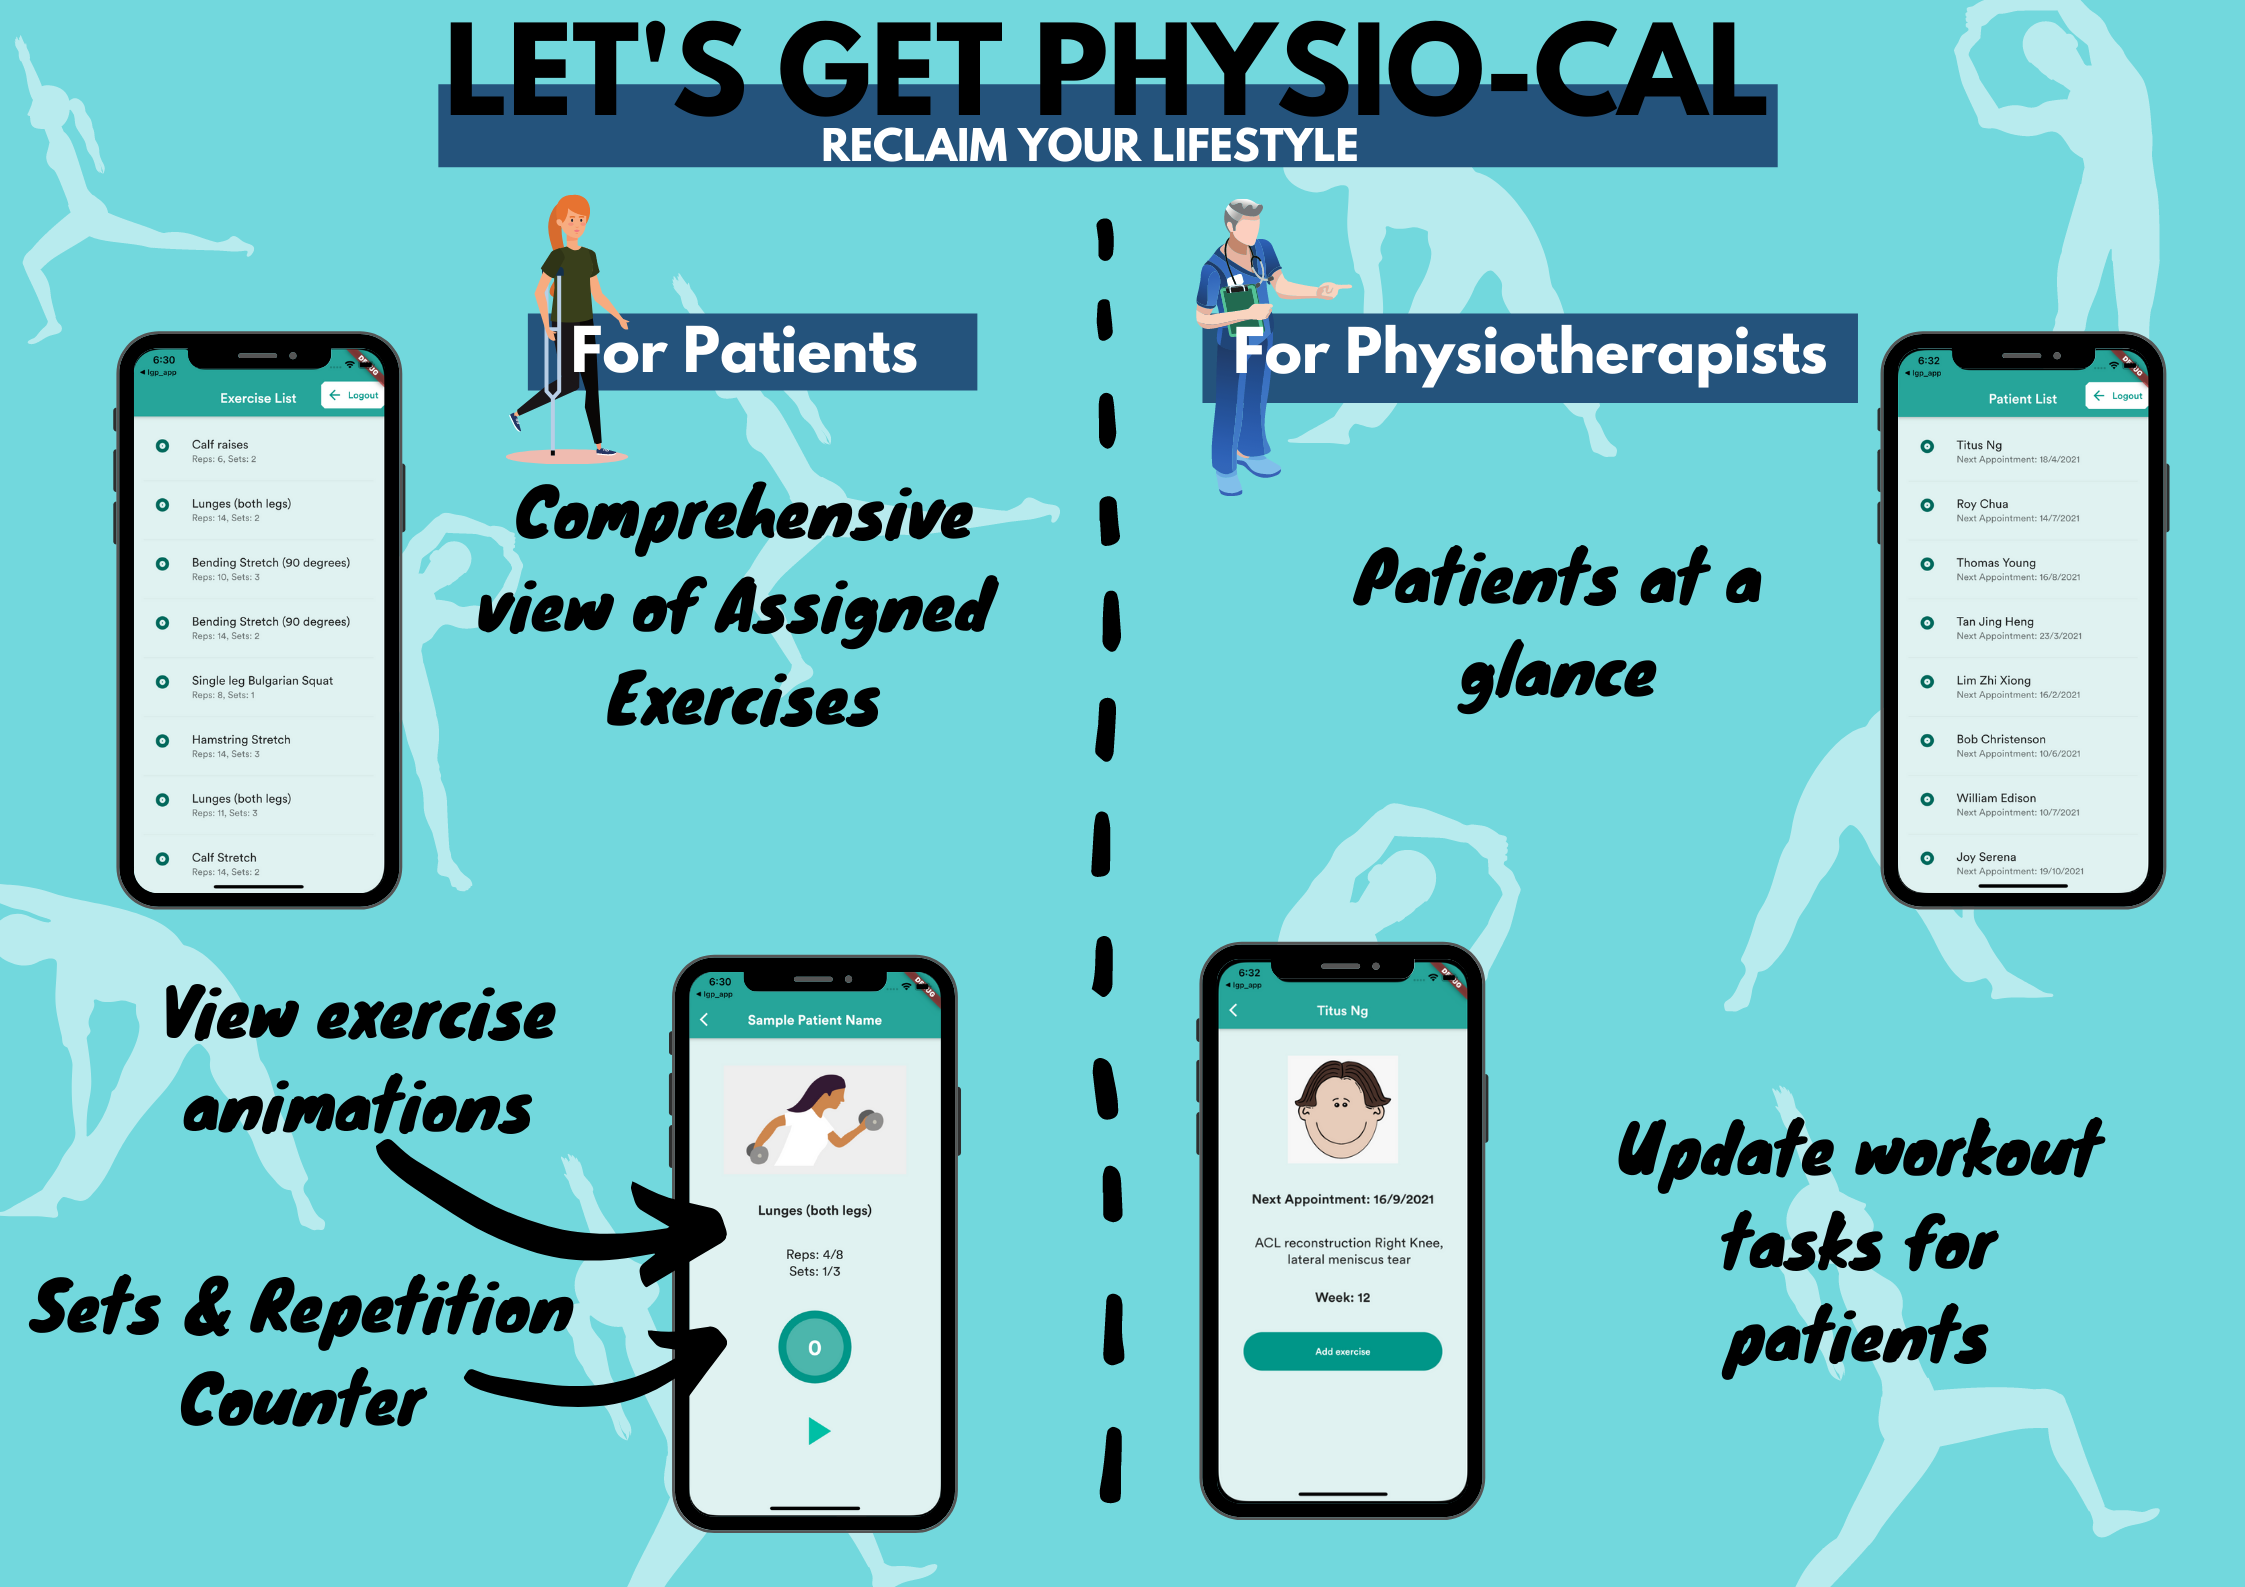 LET'S GET PHYSIO-CAL
RECLAIM YOUR LIFESTYLE
For Patients
6:30
lgp_app
Exercise List
Logout
Calf raises
Reps: 6, Sets: 2
Lunges (both legs)
Reps: 14, Sets: 2
Bending Stretch (90 degrees)
Reps: 10, Sets: 3
Bending Stretch (90 degrees)
Reps: 14, Sets: 2
Single leg Bulgarian Squat
Reps: 8, Sets: 1
Hamstring Stretch
Reps: 14, Sets: 3
Lunges (both legs)
Reps: 11, Sets: 3
Calf Stretch
Reps: 14, Sets: 2
Comprehensive
view of Assigned
Exercises
View exercise
animations
Sets & Repetition
Counter
6:30
lgp_app
Sample Patient Name
Lunges (both legs)
Reps: 4/8
Sets: 1/3
0
For Physiotherapists
Patients at a
glance
6:32
lgp_app
Patient List
Logout
Titus Ng
Next Appointment: 18/4/2021
Roy Chua
Next Appointment: 14/7/2021
Thomas Young
Next Appointment: 16/8/2021
Tan Jing Heng
Next Appointment: 23/3/2021
Lim Zhi Xiong
Next Appointment: 16/2/2021
Bob Christenson
Next Appointment: 10/6/2021
William Edison
Next Appointment: 10/7/2021
Joy Serena
Next Appointment: 19/10/2021
6:32
lgp_app
Titus Ng
Next Appointment: 16/9/2021
ACL reconstruction Right Knee,
lateral meniscus tear
Week: 12
Add exercise
Update workout
tasks for
patients